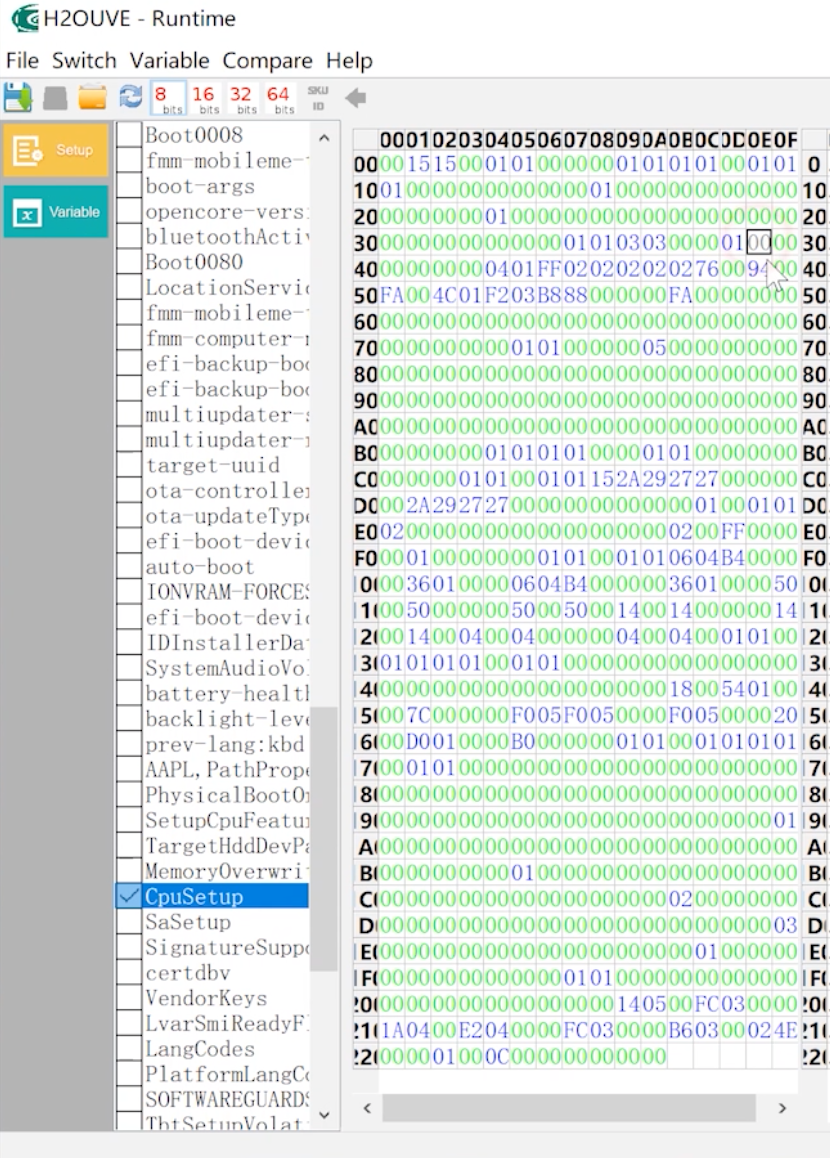 H2OUVE - Runtime
File Switch Variable Compare Help
8 bits 16 bits 32 bits 64 bits SKU ID
Setup
Variable
Boot0008
fmm-mobileme-
boot-args
opencore-vers
bluetoothActiv
Boot0080
LocationServic
fmm-mobileme-
fmm-computer-
efi-backup-boo
efi-backup-boo
multiupdater-
multiupdater-
target-uuid
ota-controller
ota-updateType
efi-boot-devic
auto-boot
IONVRAM-FORCES
efi-boot-devic
IDInstallerDa
SystemAudioVol
battery-health
backlight-leve
prev-lang:kbd
AAPL,PathPrope
PhysicalBootO
SetupCpuFeatu
TargetHddDevPa
MemoryOverwri
CpuSetup
SaSetup
SignatureSuppo
certdbv
VendorKeys
LvarSmiReadyF
LangCodes
PlatformLangCo
SOFTWAREGUARDS
TbtSetupVolat
00 01 02 03 04 05 06 07 08 09 0A 0B 0C 0D 0E 0F
00 00 15 15 00 01 01 00 00 00 01 01 01 01 00 01 01 0
10 01 00 00 00 00 00 00 00 01 00 00 00 00 00 00 00 10
20 00 00 00 00 01 00 00 00 00 00 00 00 00 00 00 00 20
30 00 00 00 00 00 00 00 01 01 03 03 00 00 01 00 00 30
40 00 00 00 00 04 01 FF 02 02 02 02 02 76 00 94 00 40
50 FA 00 4C 01 F2 03 B8 88 00 00 00 FA 00 00 00 00 50
60 00 00 00 00 00 00 00 00 00 00 00 00 00 00 00 00 60
70 00 00 00 00 00 01 01 00 00 00 05 00 00 00 00 00 70
80 00 00 00 00 00 00 00 00 00 00 00 00 00 00 00 00 80
90 00 00 00 00 00 00 00 00 00 00 00 00 00 00 00 00 90
A0 00 00 00 00 00 00 00 00 00 00 00 00 00 00 00 00 A0
B0 00 00 00 00 01 01 01 01 00 00 01 01 00 00 00 00 B0
C0 00 00 00 01 01 00 01 01 15 2A 29 27 27 00 00 00 C0
D0 00 2A 29 27 27 00 00 00 00 00 00 00 01 00 01 01 D0
E0 02 00 00 00 00 00 00 00 00 00 00 02 00 FF 00 00 E0
F0 00 01 00 00 00 00 01 01 00 01 01 06 04 B4 00 00 F0
100 00 36 01 00 00 06 04 B4 00 00 00 36 01 00 00 50 10
110 00 50 00 00 00 50 00 50 00 14 00 14 00 00 00 14 11
120 00 14 00 04 00 04 00 00 00 04 00 04 00 01 01 00 12
130 01 01 01 01 00 01 01 00 00 00 00 00 00 00 00 00 13
140 00 00 00 00 00 00 00 00 00 00 00 18 00 54 01 00 14
150 00 7C 00 00 00 F0 05 F0 05 00 00 F0 05 00 00 20 15
160 00 D0 01 00 00 B0 00 00 00 01 01 00 01 01 01 01 16
170 00 01 01 00 00 00 00 00 00 00 00 00 00 00 00 00 17
18 00 00 00 00 00 00 00 00 00 00 00 00 00 00 00 00 18
19 00 00 00 00 00 00 00 00 00 00 00 00 00 00 00 01 19
1A 00 00 00 00 00 00 00 00 00 00 00 00 00 00 00 00 1A
1B 00 00 00 00 00 01 00 00 00 00 00 00 00 00 00 00 1B
1C 00 00 00 00 00 00 00 00 00 00 00 02 00 00 00 00 1C
1D 00 00 00 00 00 00 00 00 00 00 00 00 00 00 00 03 1D
1E 00 00 00 00 00 00 00 00 00 00 00 00 01 00 00 00 1E
1F 00 00 00 00 00 00 00 01 01 00 00 00 00 00 00 00 1F
200 00 00 00 00 00 00 00 00 00 14 05 00 FC 03 00 00 20
210 1A 04 00 E2 04 00 00 FC 03 00 00 B6 03 00 02 4E 21
220 00 00 01 00 0C 00 00 00 00 00 00 22